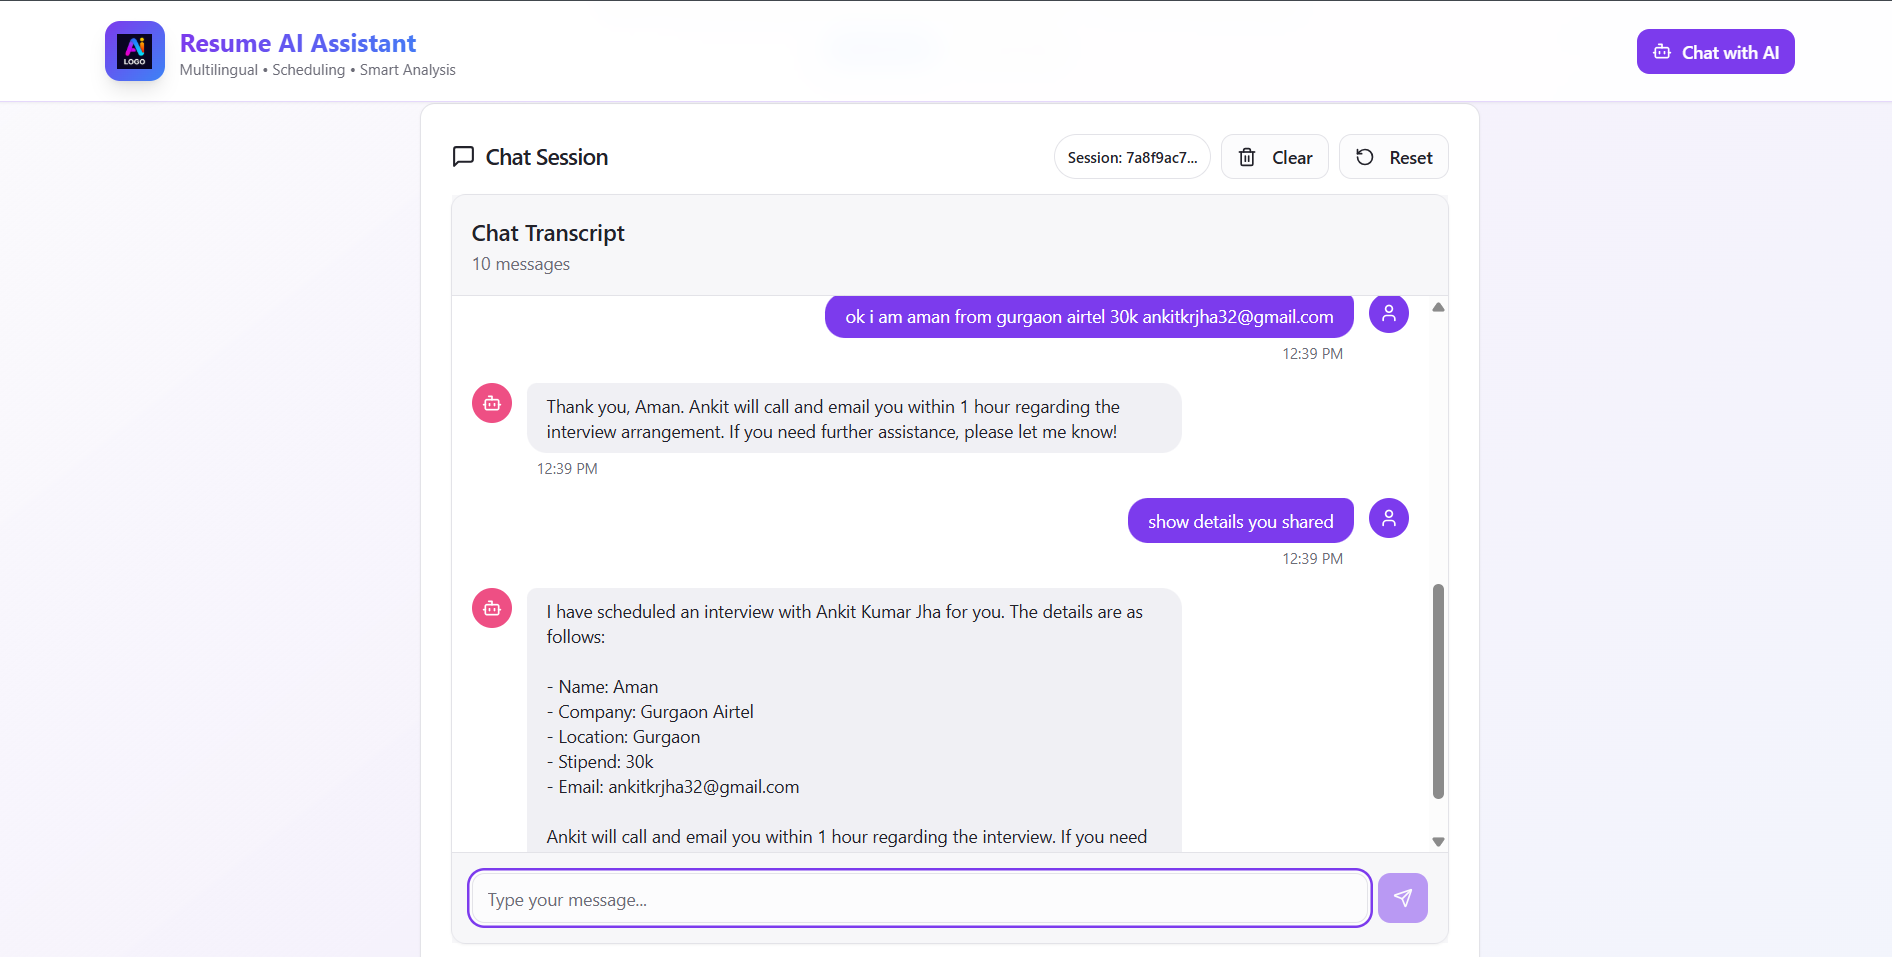 Ai
LOGO
Resume AI Assistant
Multilingual • Scheduling • Smart Analysis
Chat with AI
Chat Session
Session: 7a8f9ac7...
Clear
Reset
Chat Transcript
10 messages
ok i am aman from gurgaon airtel 30k ankitkrjha32@gmail.com
12:39 PM
Thank you, Aman. Ankit will call and email you within 1 hour regarding the
interview arrangement. If you need further assistance, please let me know!
12:39 PM
show details you shared
12:39 PM
I have scheduled an interview with Ankit Kumar Jha for you. The details are as
follows:
- Name: Aman
- Company: Gurgaon Airtel
- Location: Gurgaon
- Stipend: 30k
- Email: ankitkrjha32@gmail.com
Ankit will call and email you within 1 hour regarding the interview. If you need
Type your message...